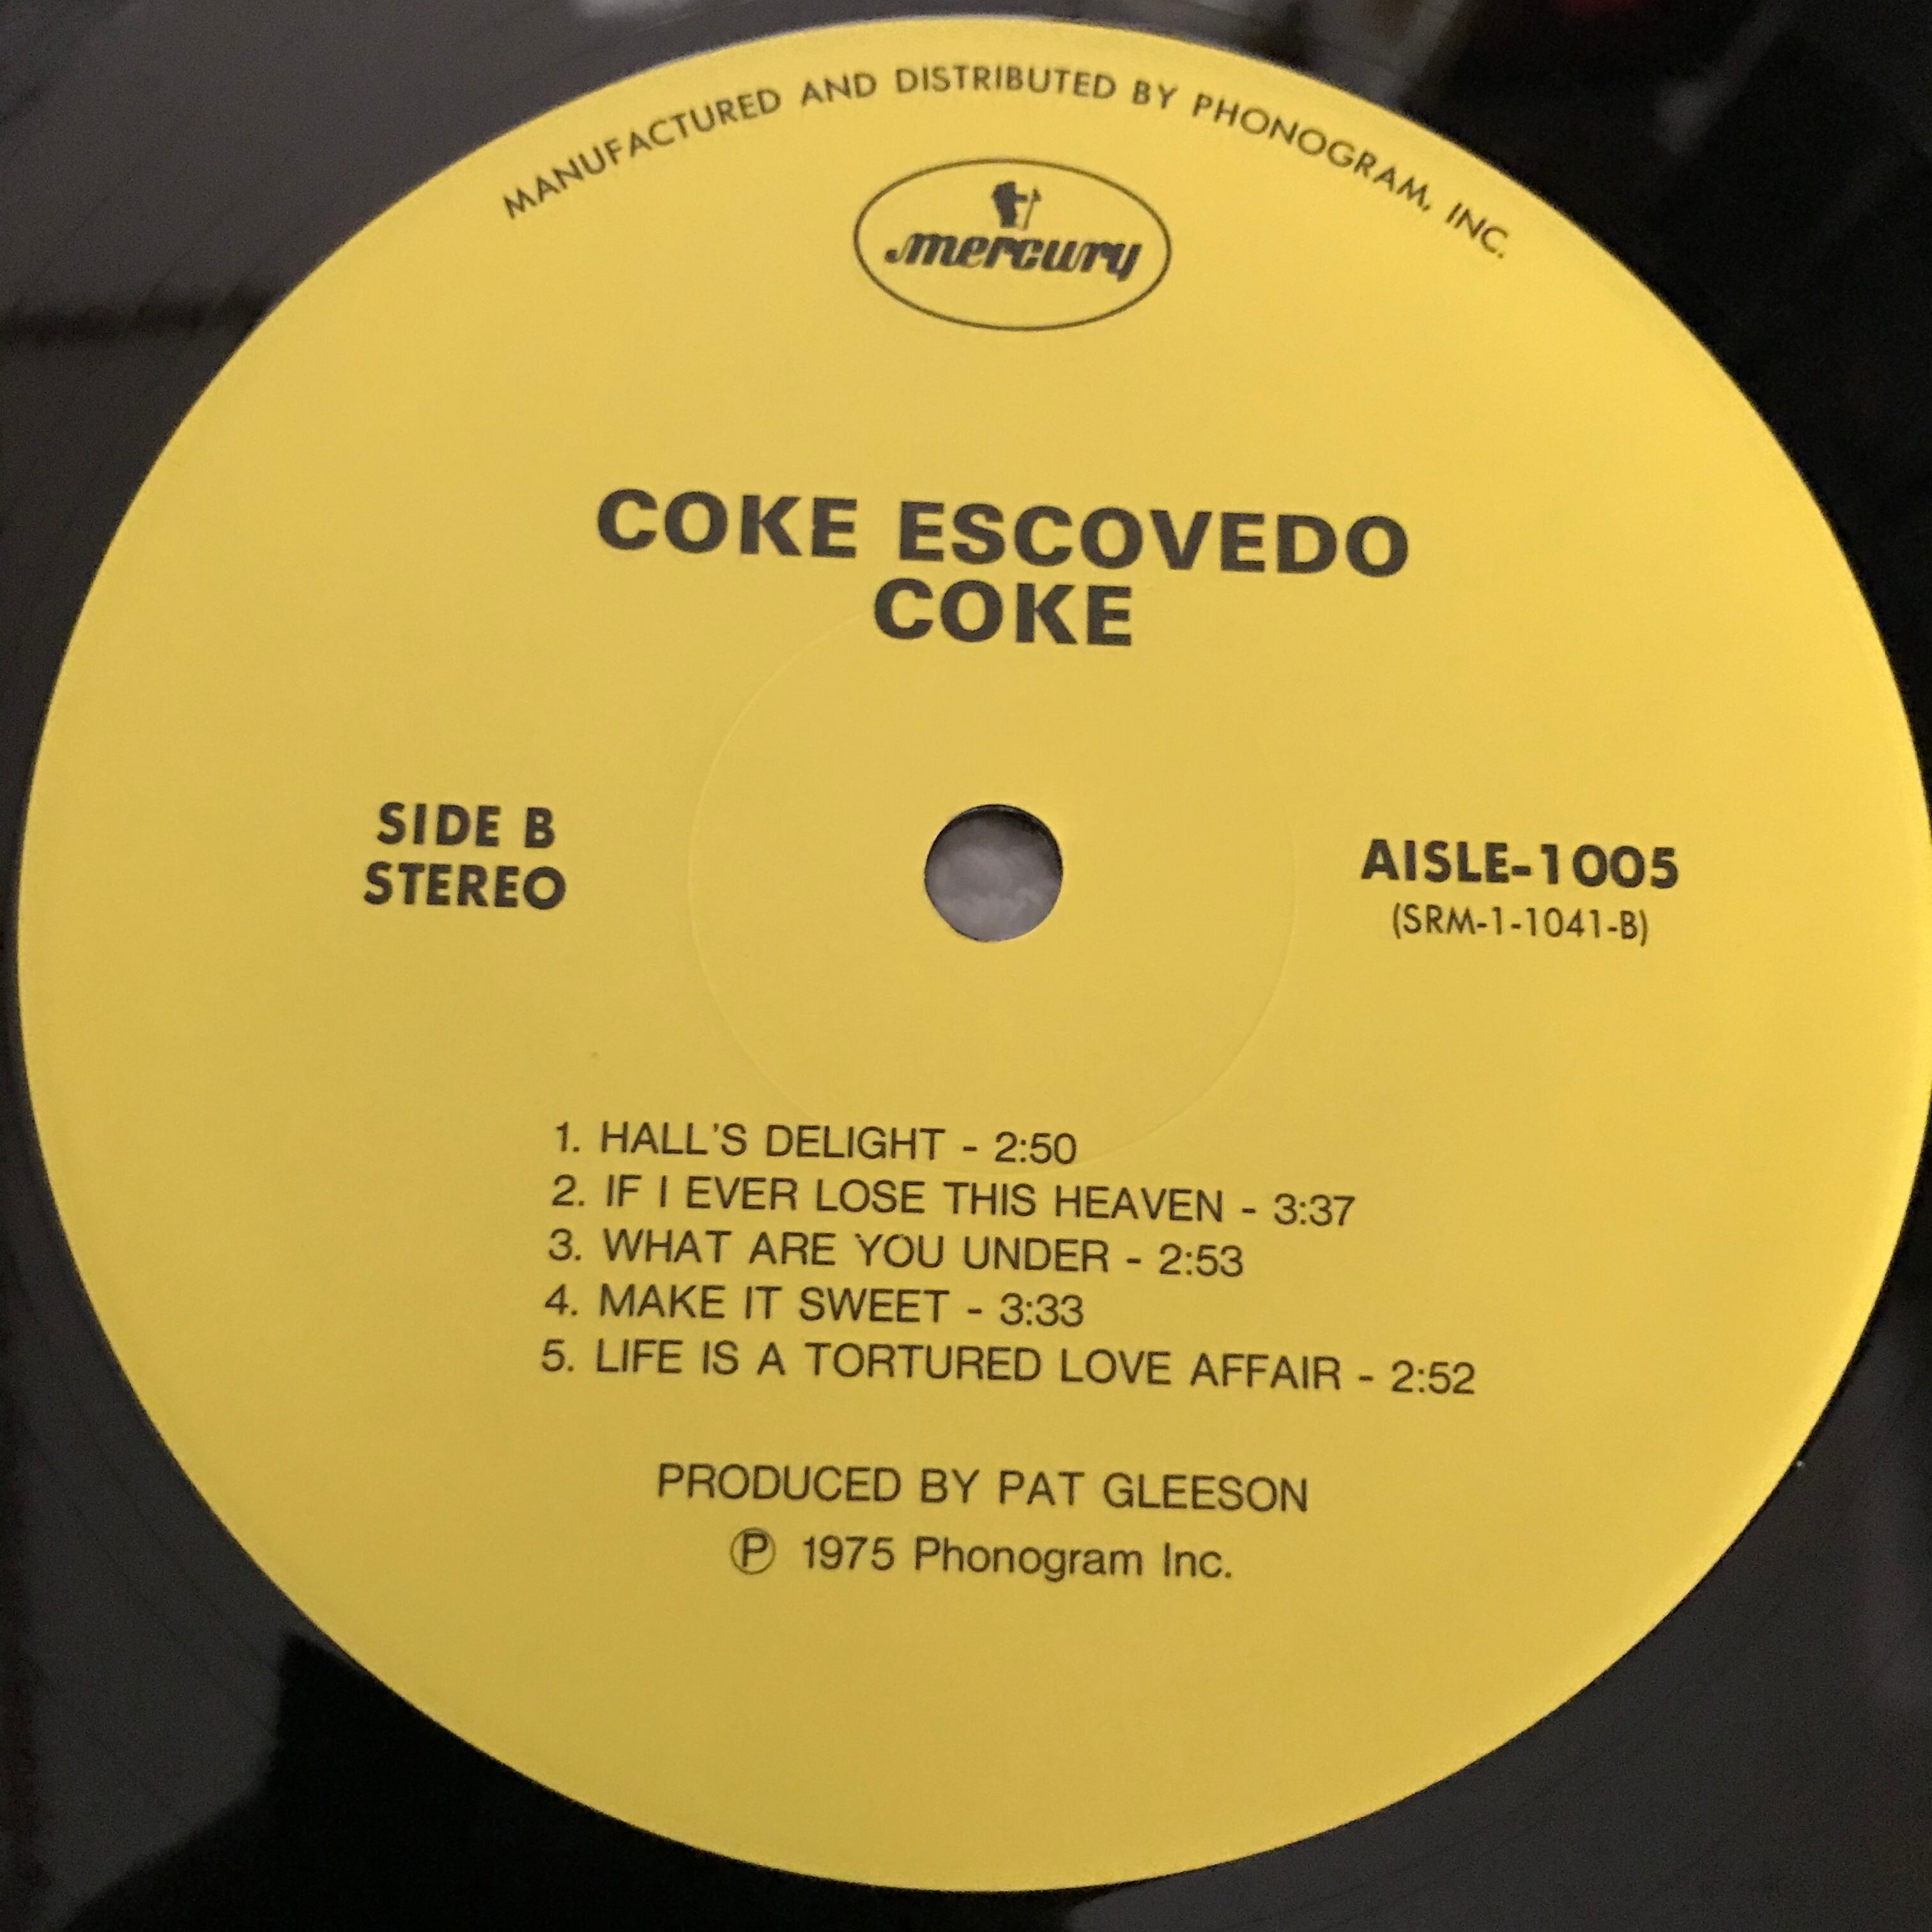 MANUFACTURED AND DISTRIBUTED BY PHONOGRAM, INC.
mercury
COKE ESCOVEDO
COKE
SIDE B
STEREO
AISLE-1005
(SRM-1-1041-B)
1. HALL'S DELIGHT - 2:50
2. IF I EVER LOSE THIS HEAVEN - 3:37
3. WHAT ARE YOU UNDER - 2:53
4. MAKE IT SWEET - 3:33
5. LIFE IS A TORTURED LOVE AFFAIR - 2:52
PRODUCED BY PAT GLEESON
Ⓟ 1975 Phonogram Inc.